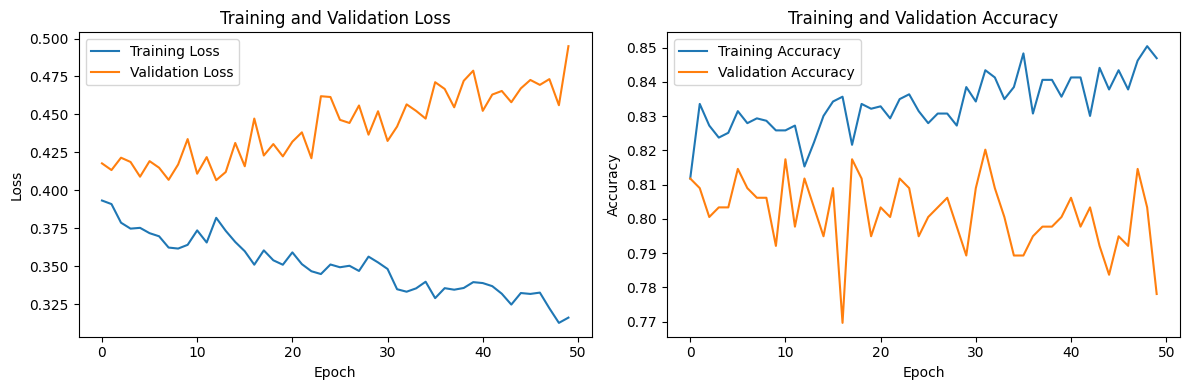 Training and Validation Loss
0.500
0.475
0.450
0.425
0.400
0.375
0.350
0.325
Loss
Training Loss
Validation Loss
0 10 20 30 40 50
Epoch
Training and Validation Accuracy
0.85
0.84
0.83
0.82
0.81
0.80
0.79
0.78
0.77
Accuracy
Training Accuracy
Validation Accuracy
0 10 20 30 40 50
Epoch